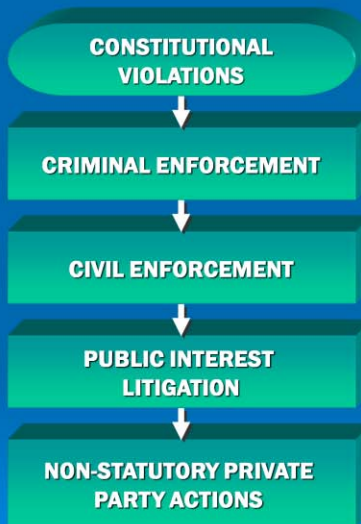 CONSTITUTIONAL
VIOLATIONS
CRIMINAL ENFORCEMENT
CIVIL ENFORCEMENT
PUBLIC INTEREST
LITIGATION
NON-STATUTORY PRIVATE
PARTY ACTIONS